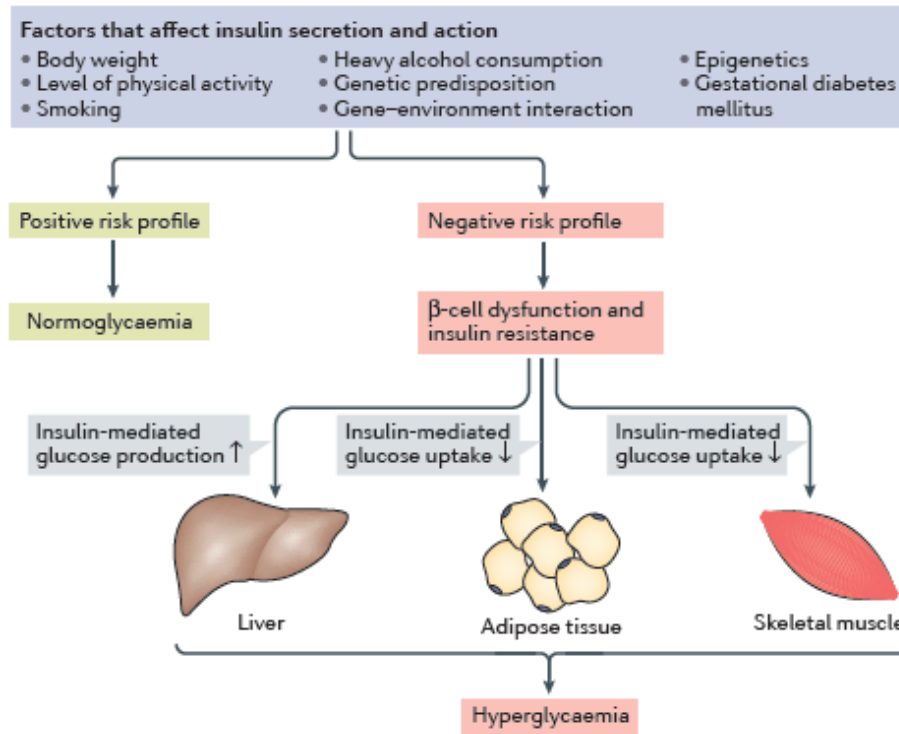 Factors that affect insulin secretion and action
• Body weight
• Level of physical activity
• Smoking
• Heavy alcohol consumption
• Genetic predisposition
• Gene–environment interaction
• Epigenetics
• Gestational diabetes
mellitus
Positive risk profile
Negative risk profile
Normoglycaemia
β-cell dysfunction and
insulin resistance
Insulin-mediated
glucose production ↑
Insulin-mediated
glucose uptake ↓
Insulin-mediated
glucose uptake ↓
Liver
Adipose tissue
Skeletal muscle
Hyperglycaemia